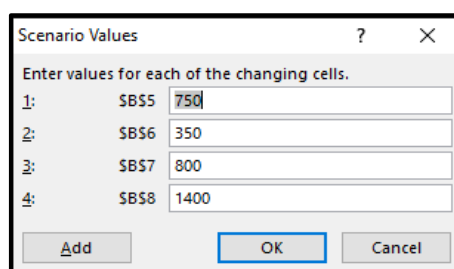 Scenario Values ? ×
Enter values for each of the changing cells.
1: $B$5 750
2: $B$6 350
3: $B$7 800
4: $B$8 1400
Add OK Cancel